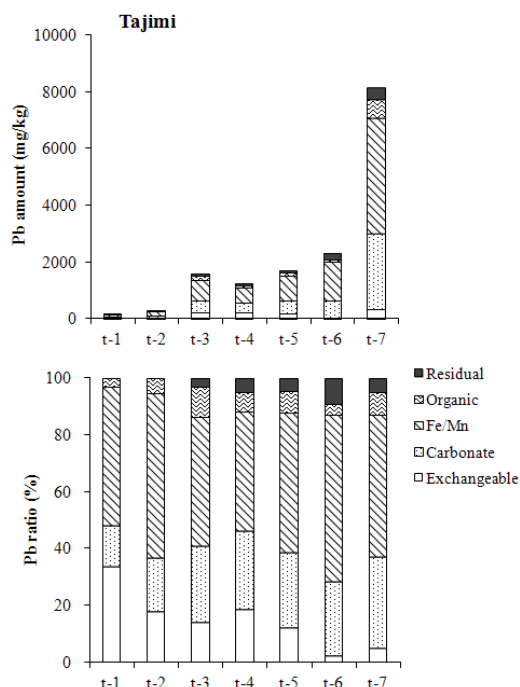 Tajimi
Pb amount (mg/kg)
10000
8000
6000
4000
2000
0
t-1 t-2 t-3 t-4 t-5 t-6 t-7
Pb ratio (%)
100
80
60
40
20
0
t-1 t-2 t-3 t-4 t-5 t-6 t-7
Residual
Organic
Fe/Mn
Carbonate
Exchangeable